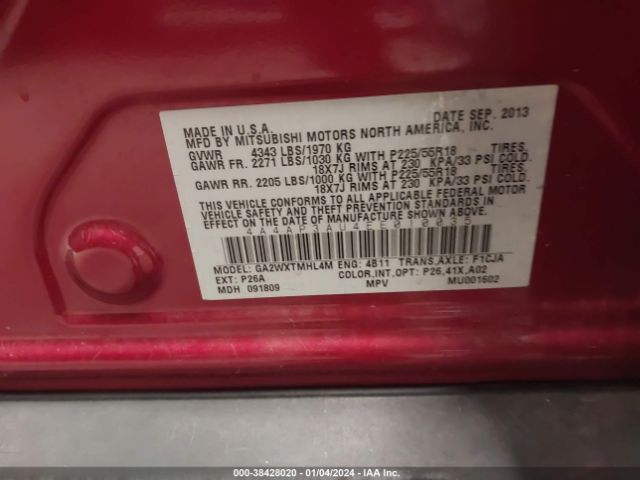 MADE IN U.S.A. DATE SEP. 2013
MFD BY MITSUBISHI MOTORS NORTH AMERICA, INC.
GVWR 4343 LBS/1970 KG
GAWR FR. 2271 LBS/1030 KG WITH P225/55R18 TIRES,
18X7J RIMS AT 230 KPA/33 PSI COLD.
GAWR RR. 2205 LBS/1000 KG WITH P225/55R18 TIRES,
18X7J RIMS AT 230 KPA/33 PSI COLD.
THIS VEHICLE CONFORMS TO ALL APPLICABLE FEDERAL MOTOR
VEHICLE SAFETY AND THEFT PREVENTION STANDARDS IN
EFFECT ON THE DATE OF MANUFACTURE SHOWN ABOVE.
4A4AP3AU4EE010035
MODEL: GA2WXTMHL4M ENG: 4B11 TRANS,AXLE: F1CJA
EXT: P26A COLOR,INT,OPT: P26,41X,A02
MDH 091809 MPV MU001602
000-38428020 - 01/04/2024 - IAA Inc.